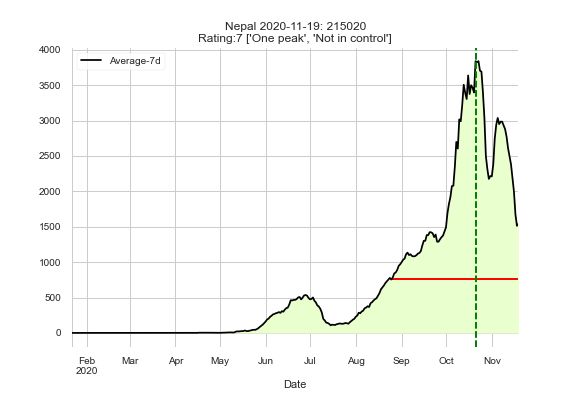 Nepal 2020-11-19: 215020
Rating:7 ['One peak', 'Not in control']
Average-7d
4000
3500
3000
2500
2000
1500
1000
500
0
Feb
2020
Mar
Apr
May
Jun
Jul
Aug
Sep
Oct
Nov
Date